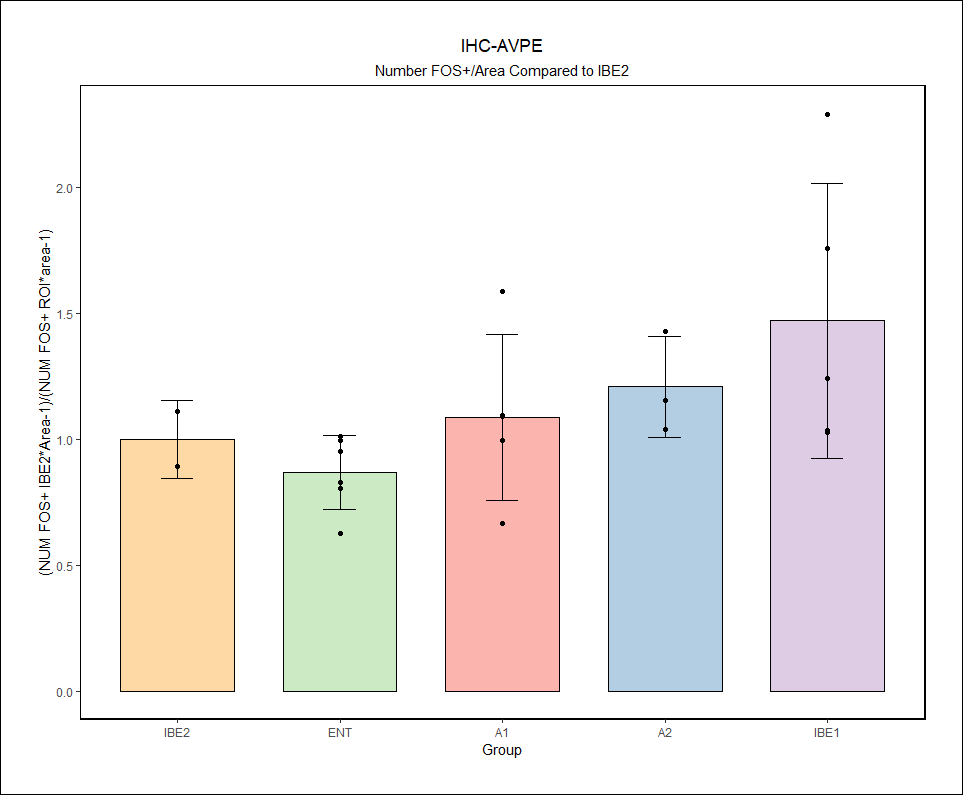 IHC-AVPE
Number FOS+/Area Compared to IBE2
(NUM FOS+ IBE2*Area-1)/(NUM FOS+ ROI*area-1)
2.0
1.5
1.0
0.5
0.0
IBE2 ENT A1 A2 IBE1
Group